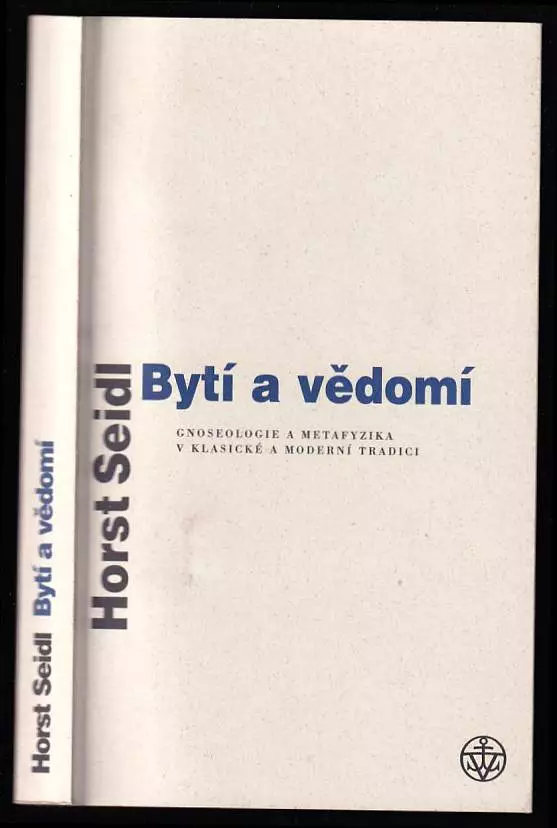 Horst Seidl Bytí a vědomí
Horst Seidl
Bytí a vědomí
GNOSEOLOGIE A METAFYZIKA
V KLASICKÉ A MODERNÍ TRADICI